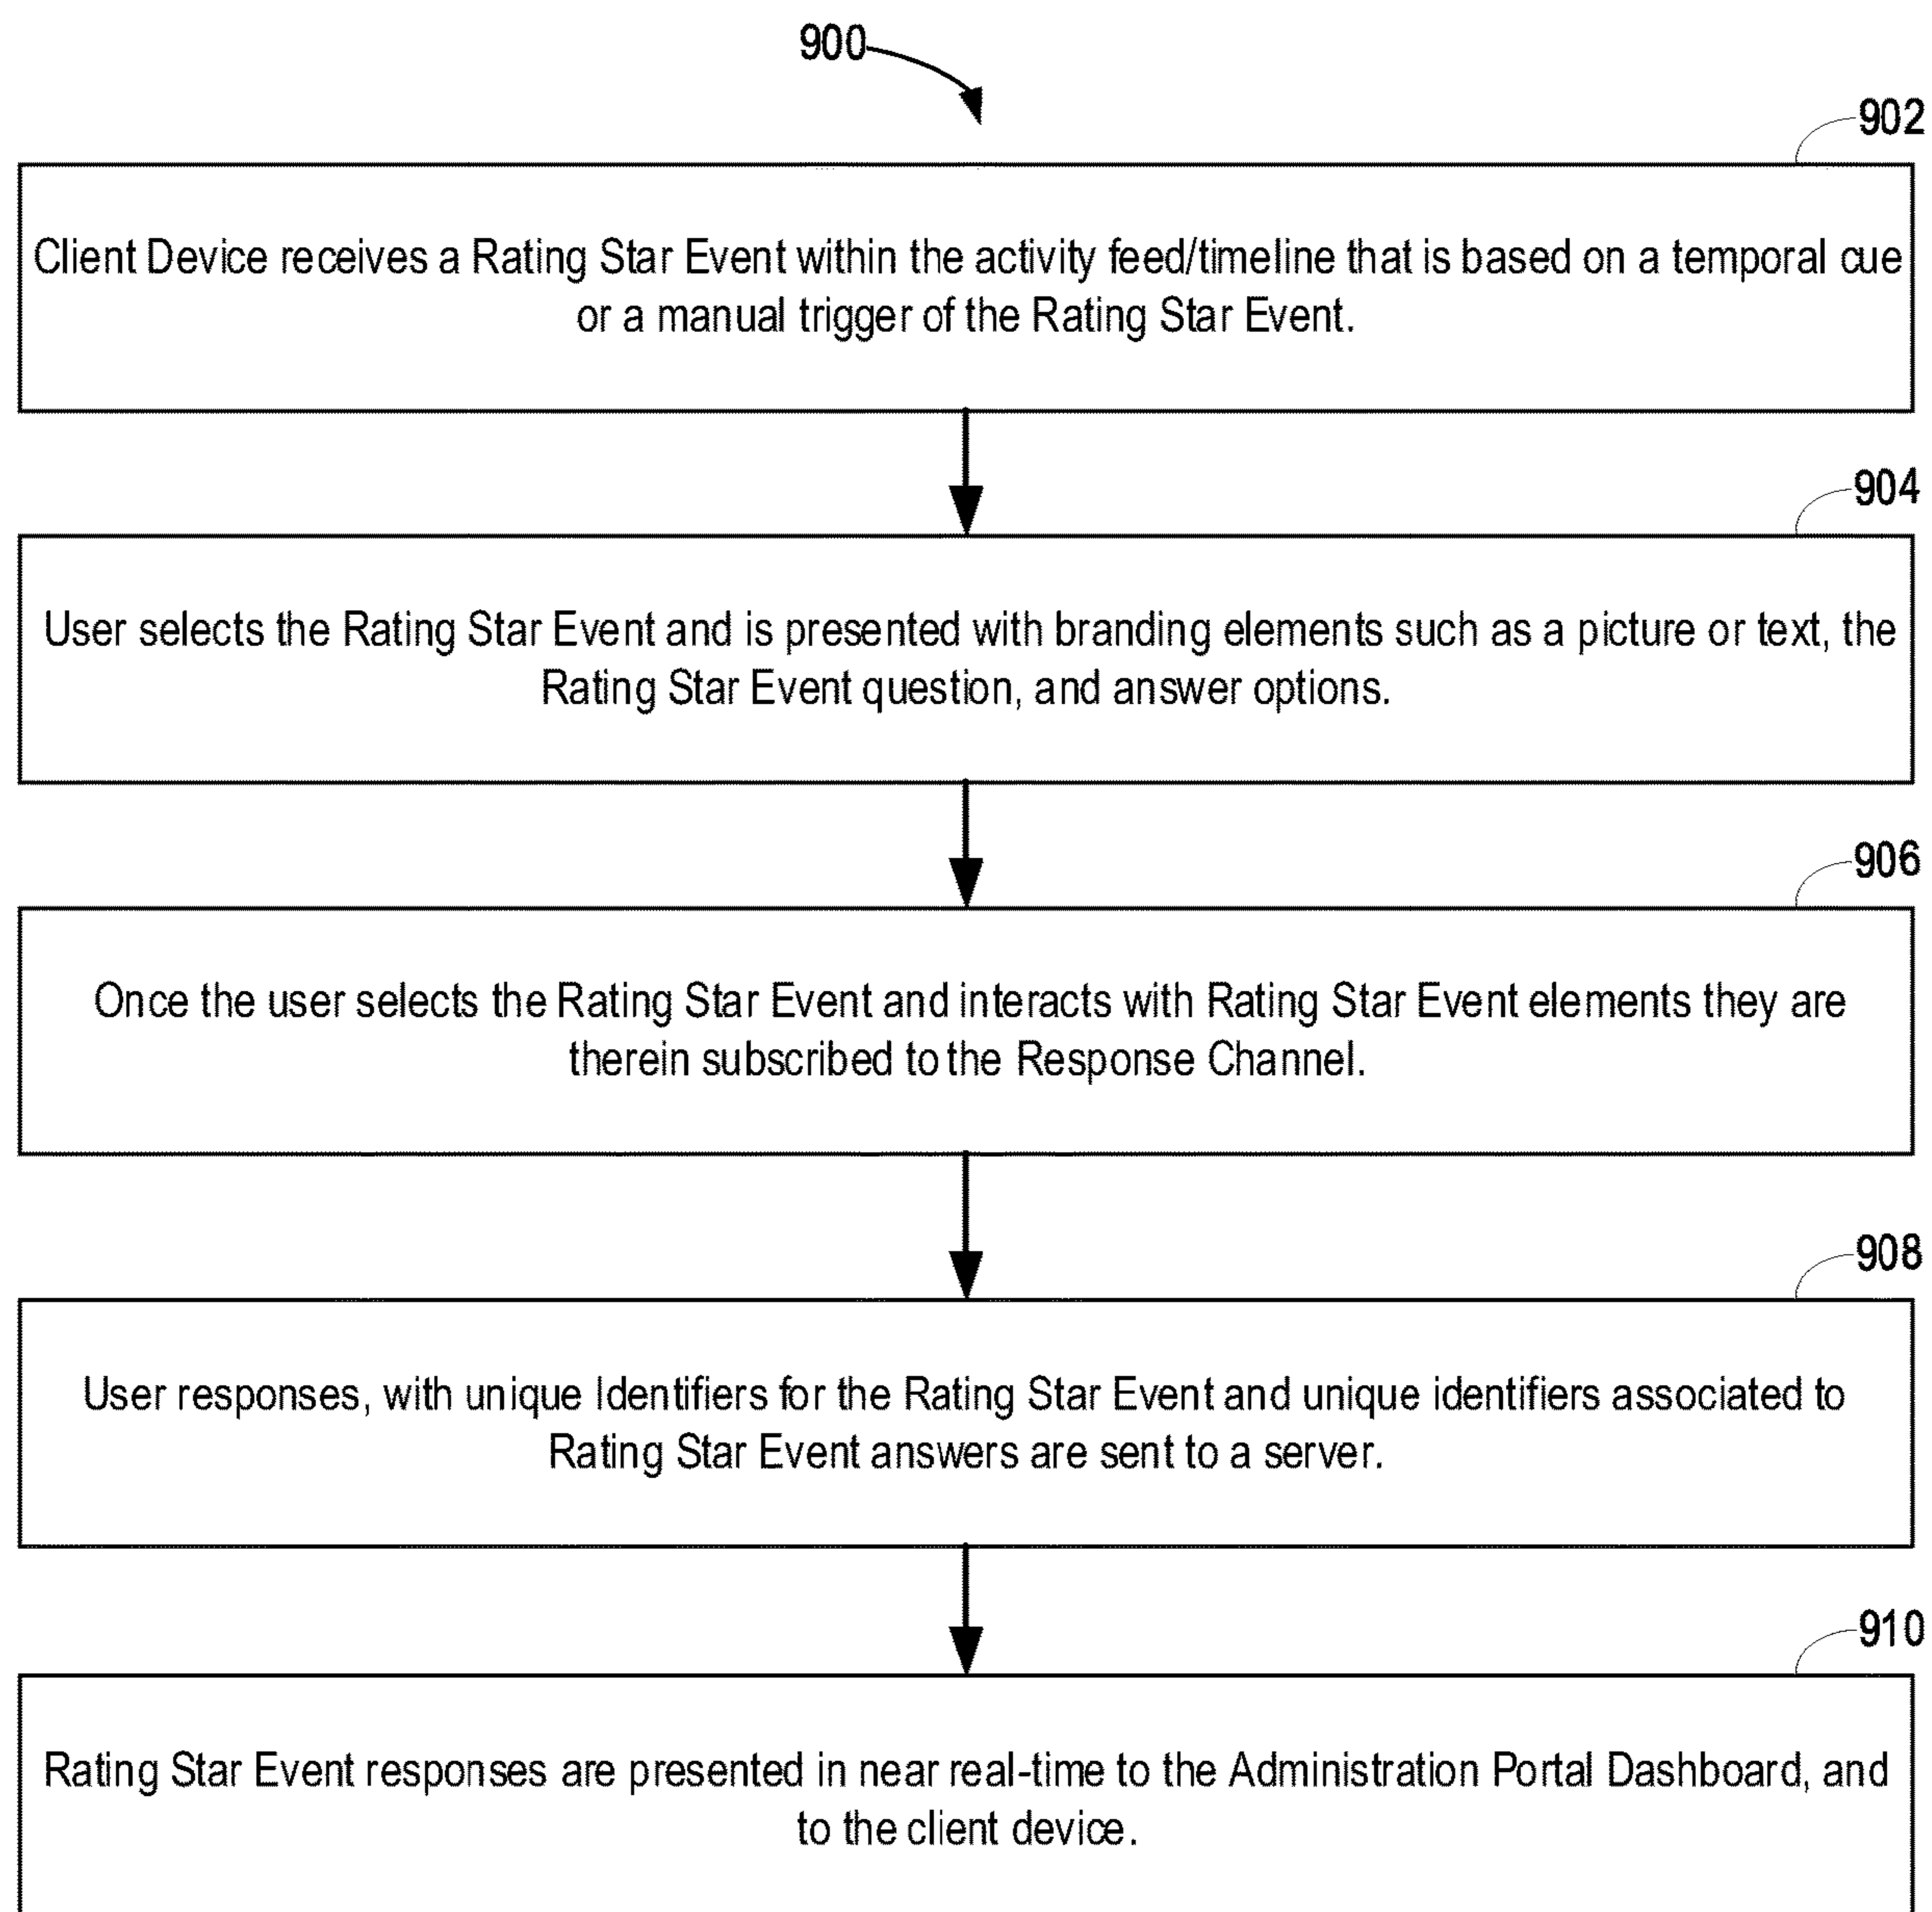 900
902
Client Device receives a Rating Star Event within the activity feed/timeline that is based on a temporal cue
or a manual trigger of the Rating Star Event.
904
User selects the Rating Star Event and is presented with branding elements such as a picture or text, the
Rating Star Event question, and answer options.
906
Once the user selects the Rating Star Event and interacts with Rating Star Event elements they are
therein subscribed to the Response Channel.
908
User responses, with unique Identifiers for the Rating Star Event and unique identifiers associated to
Rating Star Event answers are sent to a server.
910
Rating Star Event responses are presented in near real-time to the Administration Portal Dashboard, and
to the client device.